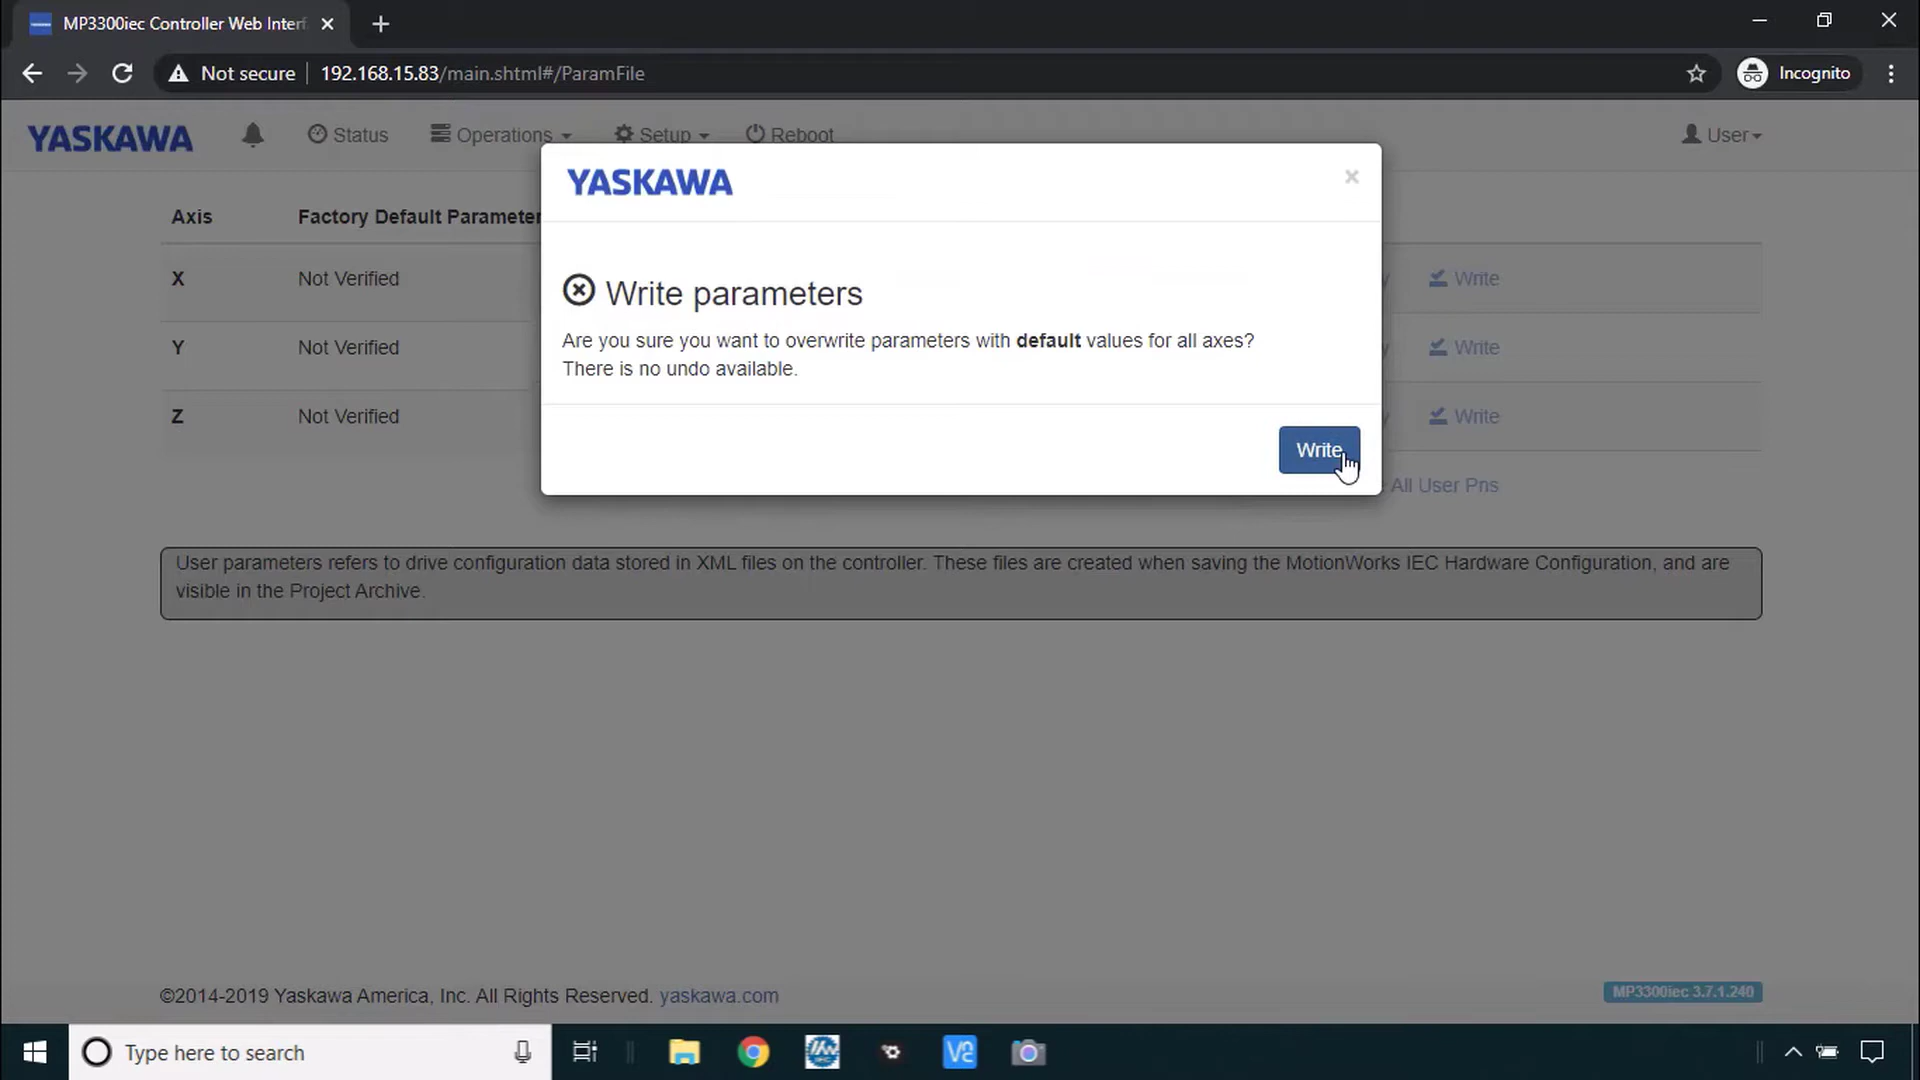 MP3300iec Controller Web Interf
Not secure
192.168.15.83/main.shtml#/ParamFile
Incognito
YASKAWA
Status
Operations
Setup
Reboot
User
YASKAWA
×
Axis
Factory Default Parameter
X
Not Verified
Write
Y
Not Verified
Write
Z
Not Verified
Write
Write parameters
Are you sure you want to overwrite parameters with default values for all axes?
There is no undo available.
Write
All User Pns
User parameters refers to drive configuration data stored in XML files on the controller. These files are created when saving the MotionWorks IEC Hardware Configuration, and are
visible in the Project Archive.
©2014-2019 Yaskawa America, Inc. All Rights Reserved. yaskawa.com
MP3300iec 3.7.1.240
Type here to search